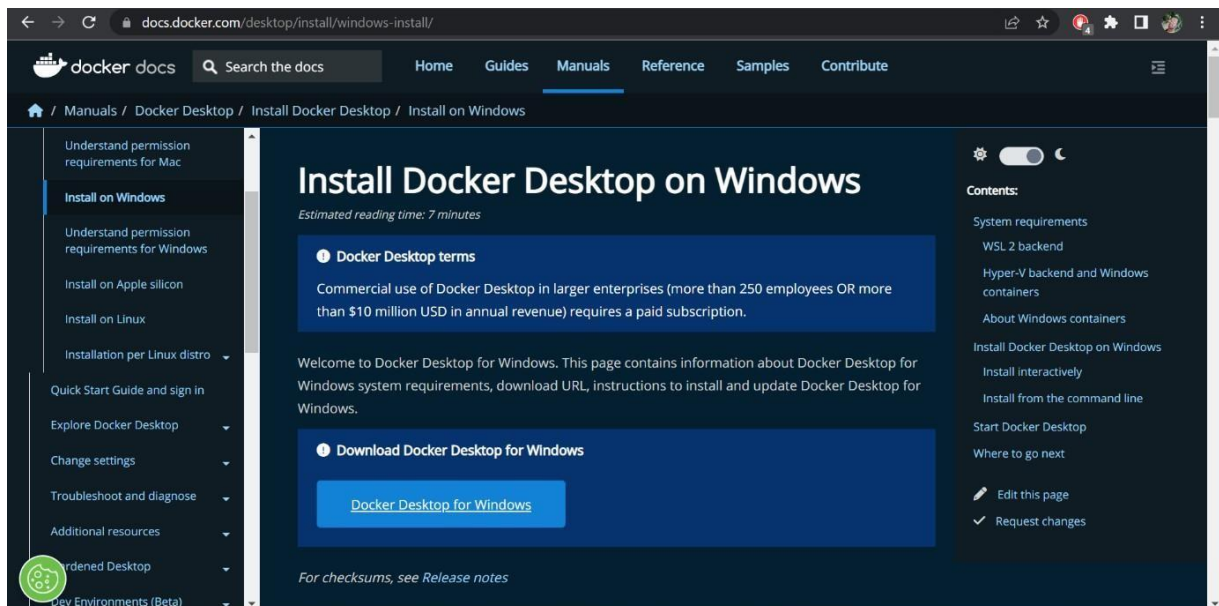 docs.docker.com/desktop/install/windows-install/
4
docker docs
Search the docs
Home Guides Manuals Reference Samples Contribute
/ Manuals / Docker Desktop / Install Docker Desktop / Install on Windows
Understand permission
requirements for Mac
Install on Windows
Understand permission
requirements for Windows
Install on Apple silicon
Install on Linux
Installation per Linux distro
Quick Start Guide and sign in
Explore Docker Desktop
Change settings
Troubleshoot and diagnose
Additional resources
rdened Desktop
Dev Environments (Beta)
Install Docker Desktop on Windows
Estimated reading time: 7 minutes
Docker Desktop terms
Commercial use of Docker Desktop in larger enterprises (more than 250 employees OR more
than $10 million USD in annual revenue) requires a paid subscription.
Welcome to Docker Desktop for Windows. This page contains information about Docker Desktop for
Windows system requirements, download URL, instructions to install and update Docker Desktop for
Windows.
Download Docker Desktop for Windows
Docker Desktop for Windows
For checksums, see Release notes
Contents:
System requirements
WSL 2 backend
Hyper-V backend and Windows
containers
About Windows containers
Install Docker Desktop on Windows
Install interactively
Install from the command line
Start Docker Desktop
Where to go next
Edit this page
Request changes